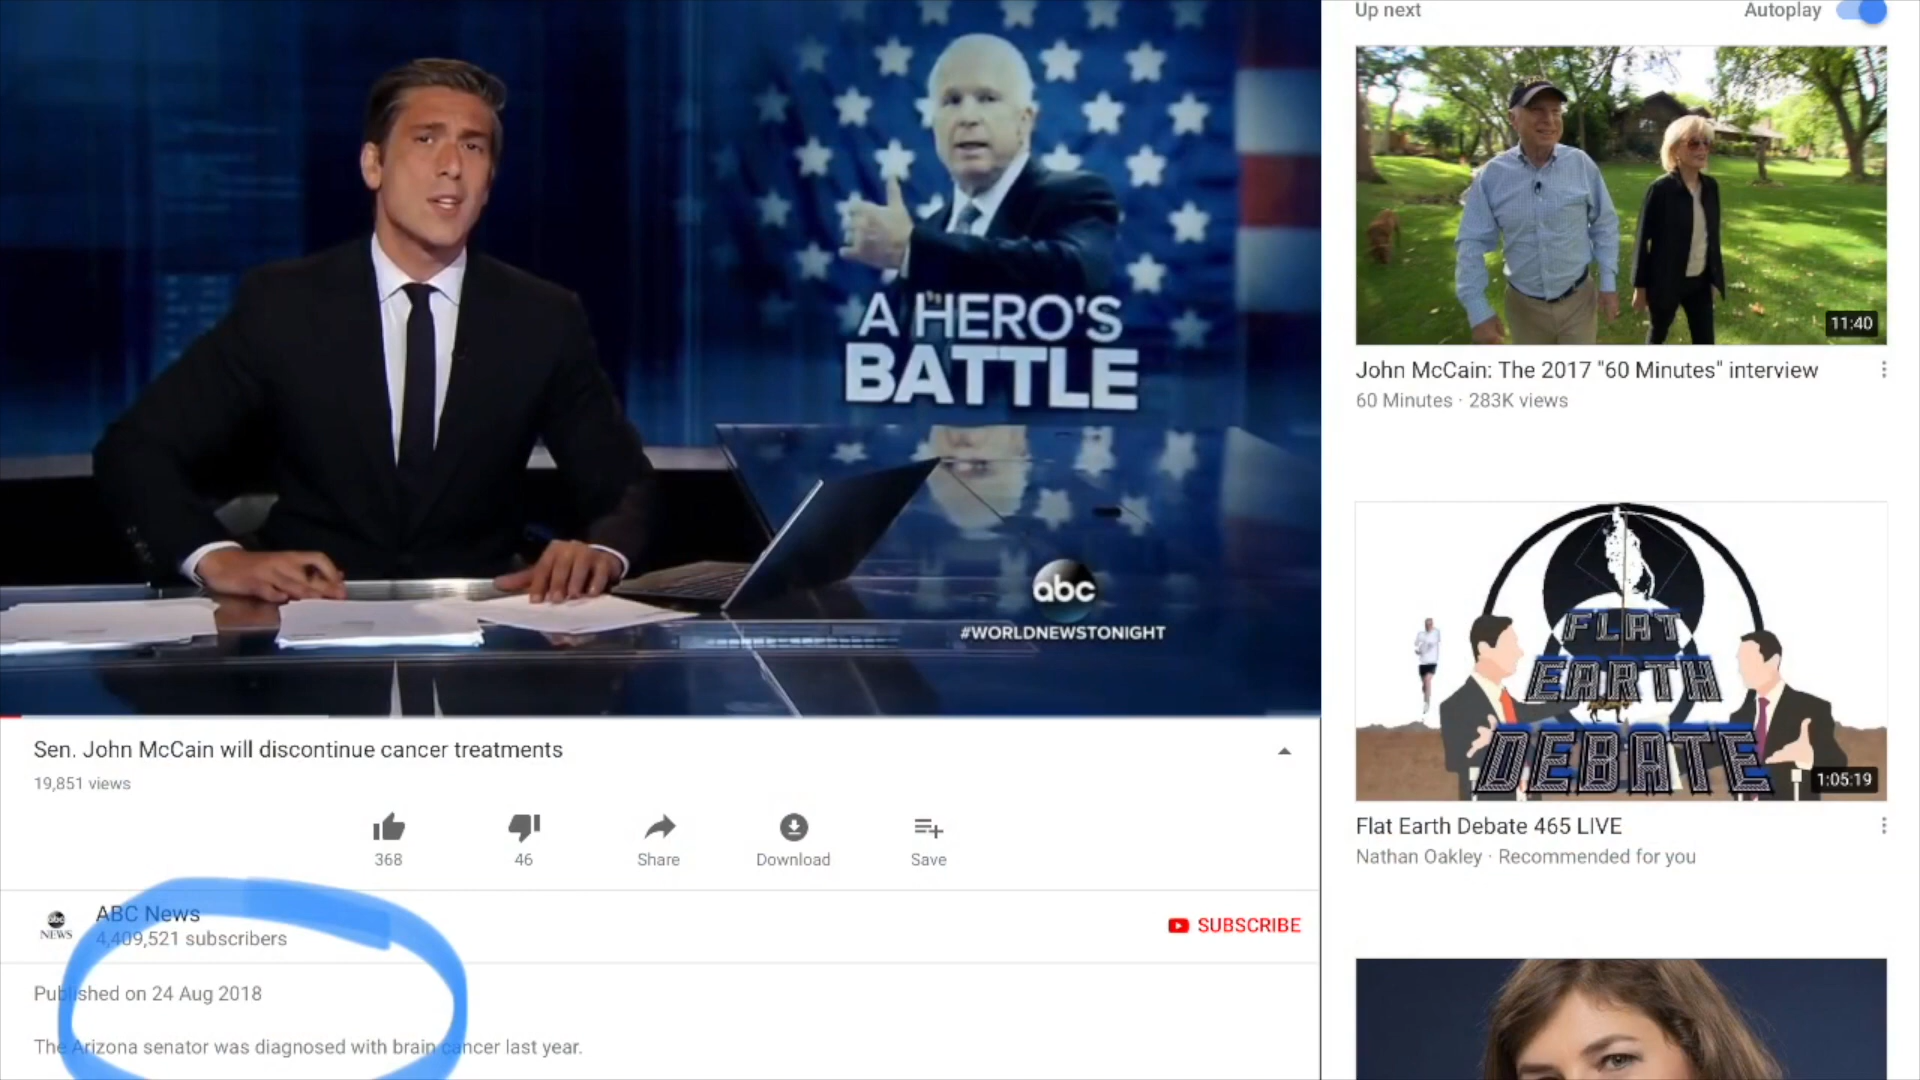 A HERO'S
BATTLE
abc
#WORLDNEWSTONIGHT
Sen. John McCain will discontinue cancer treatments
19,851 views
368
46
Share
Download
Save
abc
NEWS
ABC News
4,409,521 subscribers
SUBSCRIBE
Published on 24 Aug 2018
The Arizona senator was diagnosed with brain cancer last year.
Up next
Autoplay
11:40
John McCain: The 2017 "60 Minutes" interview
60 Minutes · 283K views
FLAT
EARTH
DEBATE
1:05:19
Flat Earth Debate 465 LIVE
Nathan Oakley · Recommended for you